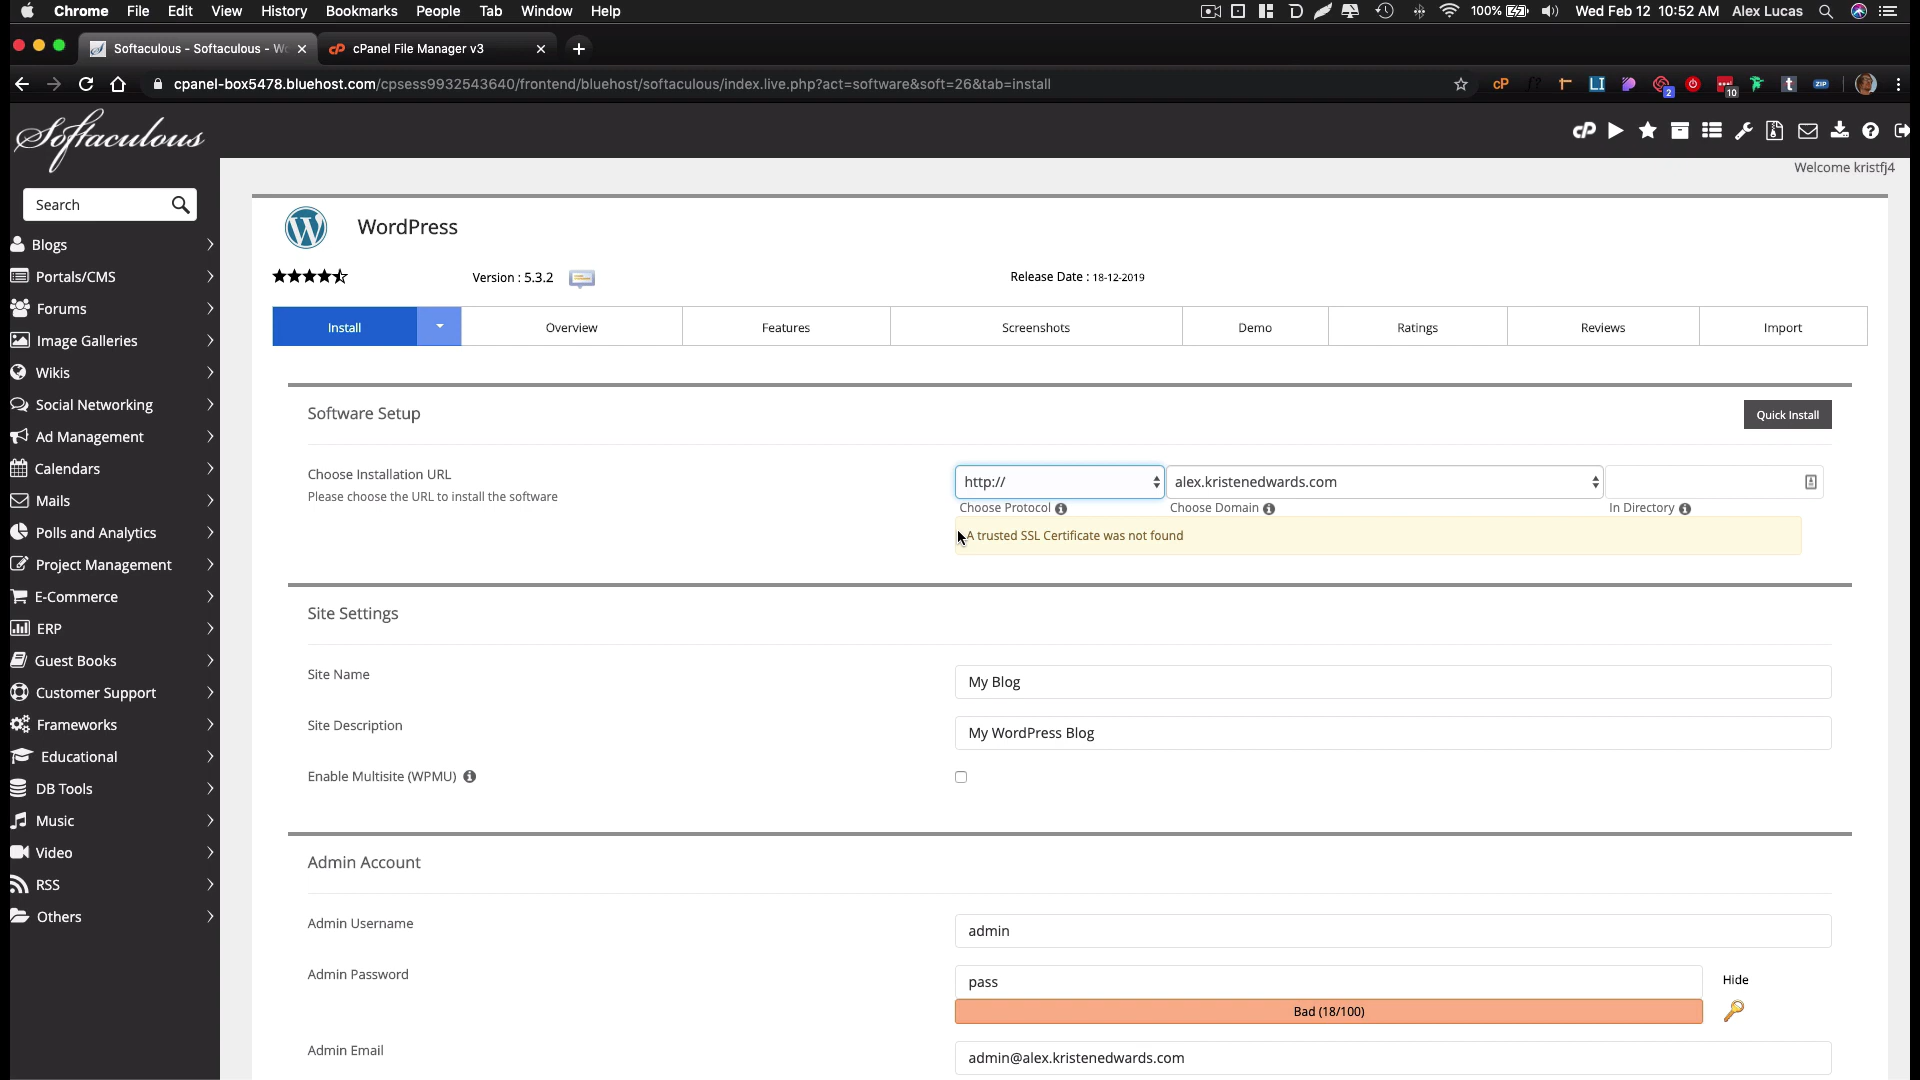 Chrome File Edit View History Bookmarks People Tab Window Help 100% Wed Feb 12 10:52 AM Alex Lucas
Softaculous - Softaculous - Wo cPanel File Manager v3
cpanel-box5478.bluehost.com/cpsess9932543640/frontend/bluehost/softaculous/index.live.php?act=software&soft=26&tab=install
cP f? LI 2 10 t ZIP
Softaculous
cP
Welcome kristfj4
Search
Blogs
Portals/CMS
Forums
Image Galleries
Wikis
Social Networking
Ad Management
Calendars
Mails
Polls and Analytics
Project Management
E-Commerce
ERP
Guest Books
Customer Support
Frameworks
Educational
DB Tools
Music
Video
RSS
Others
WordPress
Version : 5.3.2 Release Date : 18-12-2019
Install Overview Features Screenshots Demo Ratings Reviews Import
Software Setup Quick Install
Choose Installation URL
Please choose the URL to install the software
http:// alex.kristenedwards.com
Choose Protocol Choose Domain In Directory
A trusted SSL Certificate was not found
Site Settings
Site Name My Blog
Site Description My WordPress Blog
Enable Multisite (WPMU)
Admin Account
Admin Username admin
Admin Password pass Hide
Bad (18/100)
Admin Email admin@alex.kristenedwards.com